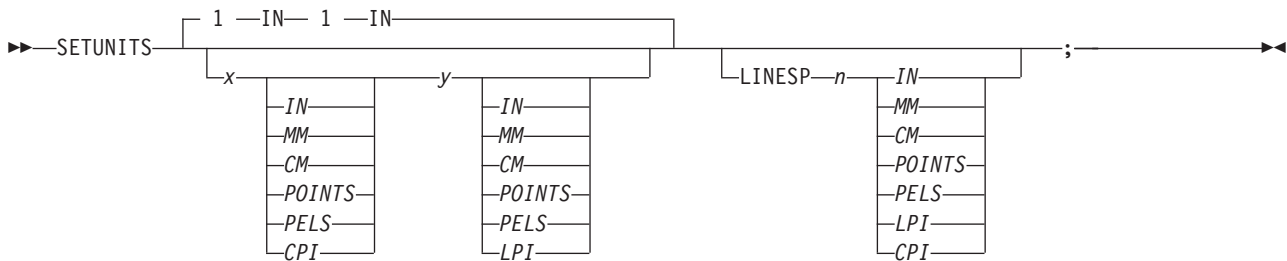 1 IN 1 IN
SETUNITS ;
x y LINESP n IN
IN IN MM
MM MM CM
CM CM POINTS
POINTS POINTS PELS
PELS PELS LPI
CPI LPI CPI